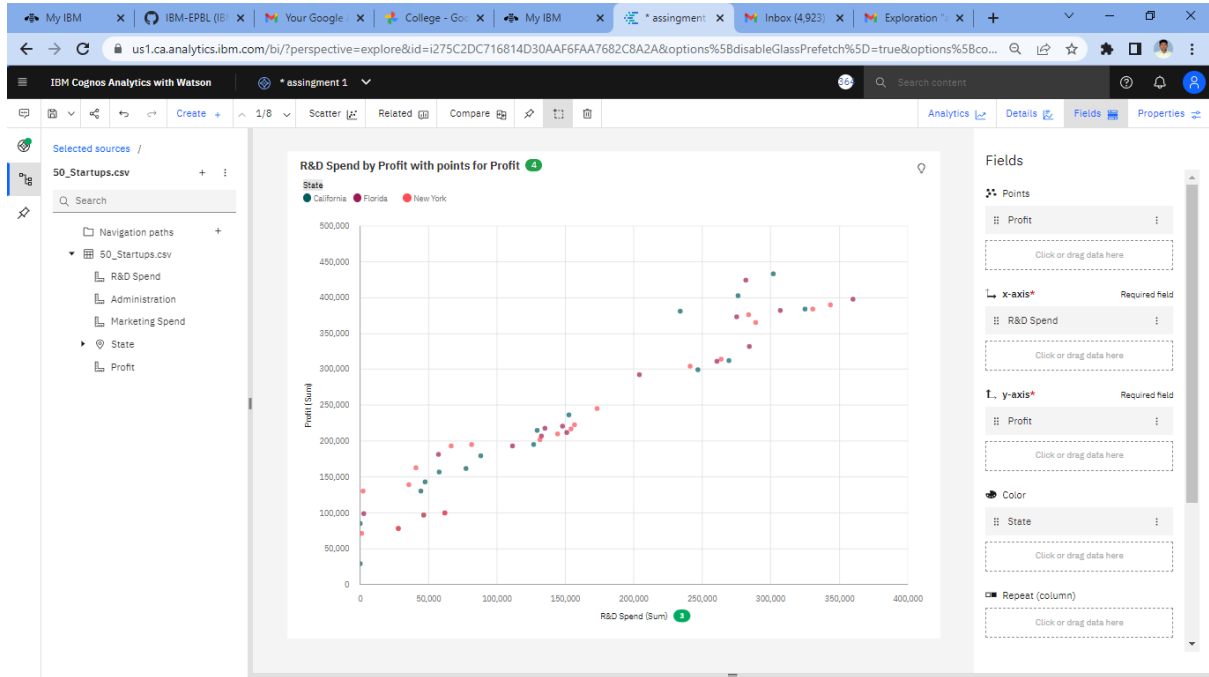 My IBM
IBM-EPBL (IB
Your Google
College - Goo
My IBM
* assingment
Inbox (4,923)
Exploration "a
us1.ca.analytics.ibm.com/bi/?perspective=explore&id=i275C2DC716814D30AAF6FAA7682C8A2A&options%5BdisableGlassPrefetch%5D=true&options%5Bco...
IBM Cognos Analytics with Watson
* assingment 1
364
Search content
Create +
1/8
Scatter
Related
Compare
Analytics
Details
Fields
Properties
Selected sources /
50_Startups.csv
Search
Navigation paths
50_Startups.csv
R&D Spend
Administration
Marketing Spend
State
Profit
R&D Spend by Profit with points for Profit 4
State
California Florida New York
500,000
450,000
400,000
350,000
300,000
250,000
200,000
150,000
100,000
50,000
0
Profit (Sum)
0 50,000 100,000 150,000 200,000 250,000 300,000 350,000 400,000
R&D Spend (Sum) 3
Fields
Points
Profit
Click or drag data here
x-axis* Required field
R&D Spend
Click or drag data here
y-axis* Required field
Profit
Click or drag data here
Color
State
Click or drag data here
Repeat (column)
Click or drag data here